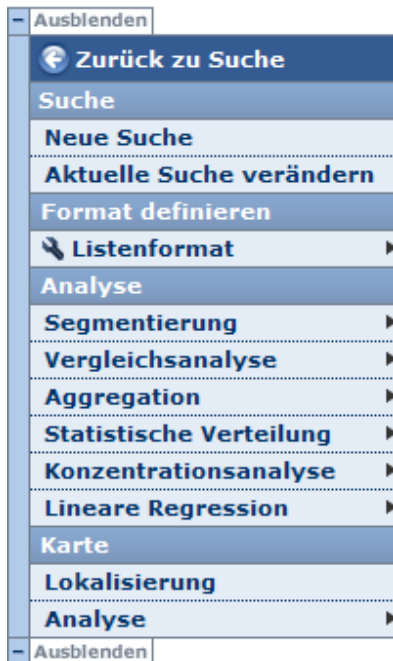 Ausblenden
Zurück zu Suche
Suche
Neue Suche
Aktuelle Suche verändern
Format definieren
Listenformat
Analyse
Segmentierung
Vergleichsanalyse
Aggregation
Statistische Verteilung
Konzentrationsanalyse
Lineare Regression
Karte
Lokalisierung
Analyse
Ausblenden